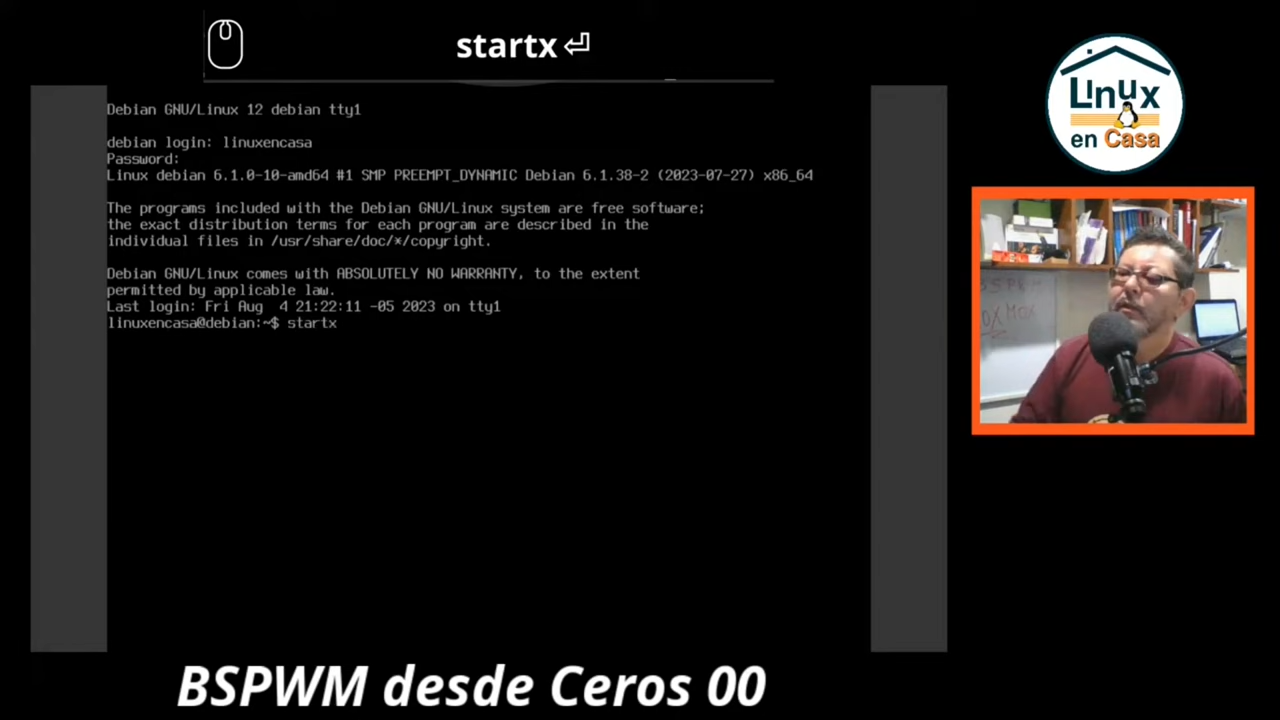 startx
Linux
en Casa
Debian GNU/Linux 12 debian tty1
debian login: linuxencasa
Password:
Linux debian 6.1.0-10-amd64 #1 SMP PREEMPT_DYNAMIC Debian 6.1.38-2 (2023-07-27) x86_64
The programs included with the Debian GNU/Linux system are free software;
the exact distribution terms for each program are described in the
individual files in /usr/share/doc/*/copyright.
Debian GNU/Linux comes with ABSOLUTELY NO WARRANTY, to the extent
permitted by applicable law.
Last login: Fri Aug  4 21:22:11 -05 2023 on tty1
linuxencasa@debian:~$ startx
BSPWM desde Ceros 00